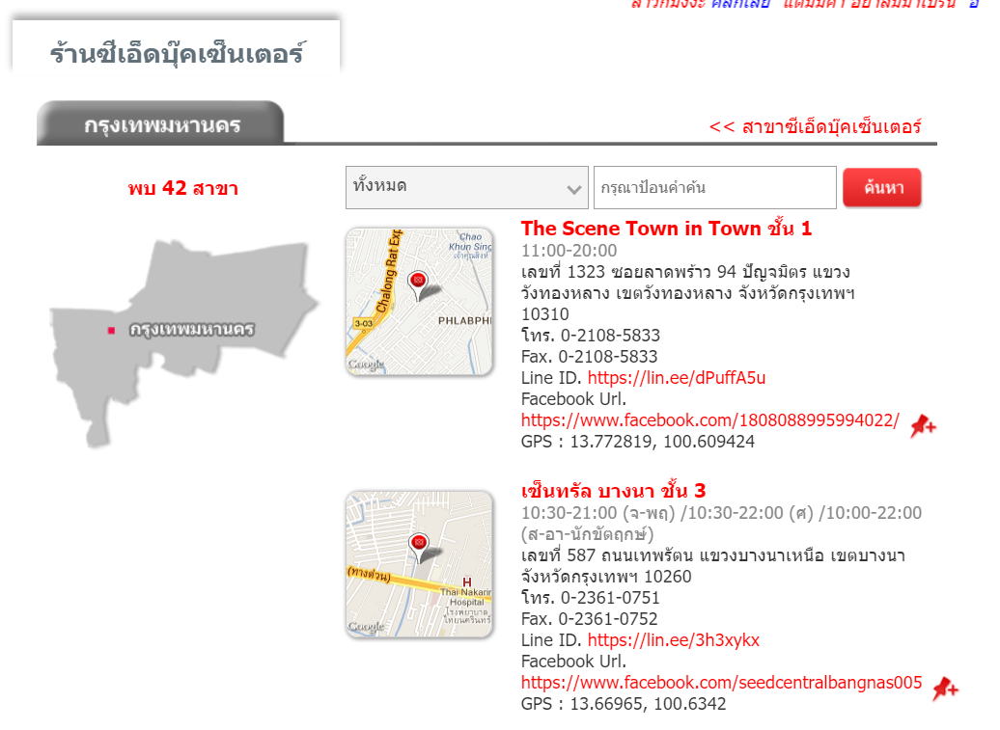 ร้านซีเอ็ดบุ๊คเซ็นเตอร์
กรุงเทพมหานคร
<< สาขาซีเอ็ดบุ๊คเซ็นเตอร์
พบ 42 สาขา
ทั้งหมด
กรุณาป้อนคำค้น
ค้นหา
กรุงเทพมหานคร
Chao
Khun Sing
Chalong Rat Exp
3-03
PHLABPHI
Google
The Scene Town in Town ชั้น 1
11:00-20:00
เลขที่ 1323 ซอยลาดพร้าว 94 ปัญจมิตร แขวง
วังทองหลาง เขตวังทองหลาง จังหวัดกรุงเทพฯ
10310
โทร. 0-2108-5833
Fax. 0-2108-5833
Line ID. https://lin.ee/dPuffA5u
Facebook Url.
https://www.facebook.com/1808088995994022/
GPS : 13.772819, 100.609424
(ทางด่วน)
H
Thai Nakarin
Hospital
โรงพยาบาล
ไทยนครินทร์
Google
เซ็นทรัล บางนา ชั้น 3
10:30-21:00 (จ-พฤ) /10:30-22:00 (ศ) /10:00-22:00
(ส-อา-นักขัตฤกษ์)
เลขที่ 587 ถนนเทพรัตน แขวงบางนาเหนือ เขตบางนา
จังหวัดกรุงเทพฯ 10260
โทร. 0-2361-0751
Fax. 0-2361-0752
Line ID. https://lin.ee/3h3xykx
Facebook Url.
https://www.facebook.com/seedcentralbangnas005
GPS : 13.66965, 100.6342